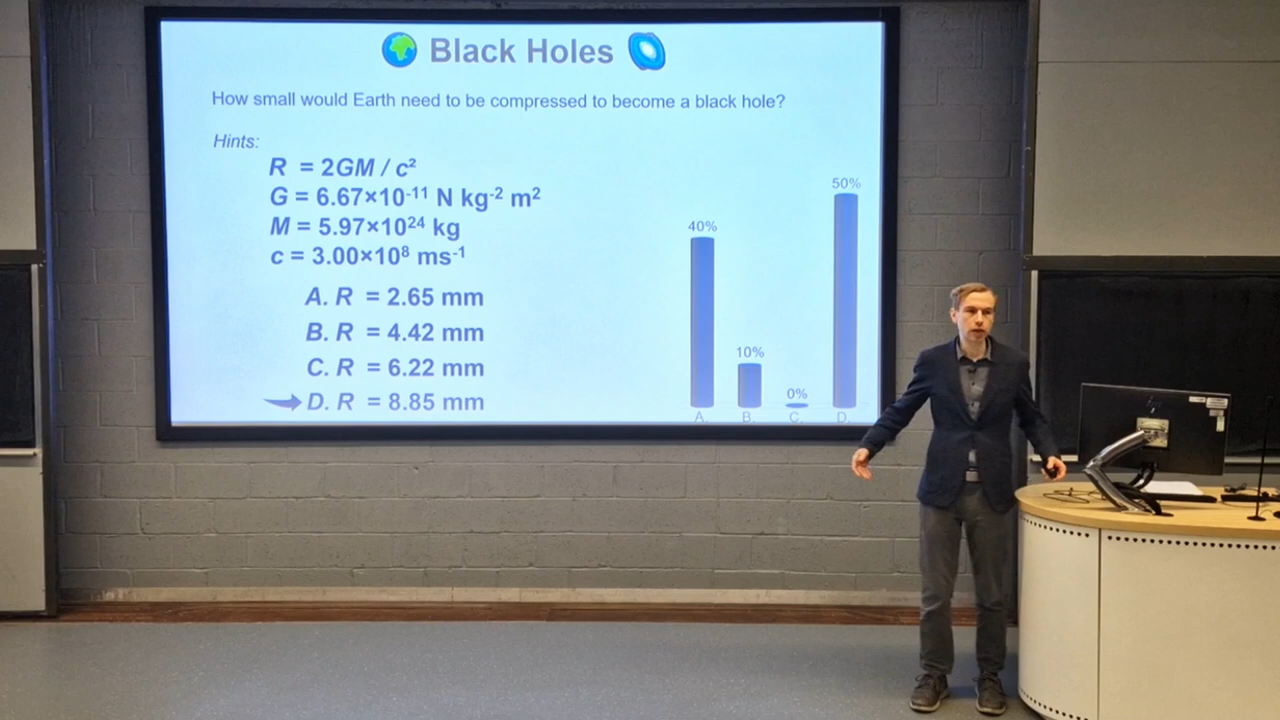 Black Holes
How small would Earth need to be compressed to become a black hole?
Hints:
R = 2GM / c²
G = 6.67×10⁻¹¹ N kg⁻² m²
M = 5.97×10²⁴ kg
c = 3.00×10⁸ ms⁻¹
A. R = 2.65 mm
B. R = 4.42 mm
C. R = 6.22 mm
D. R = 8.85 mm
40%
10%
0%
50%
A.
B.
C.
D.